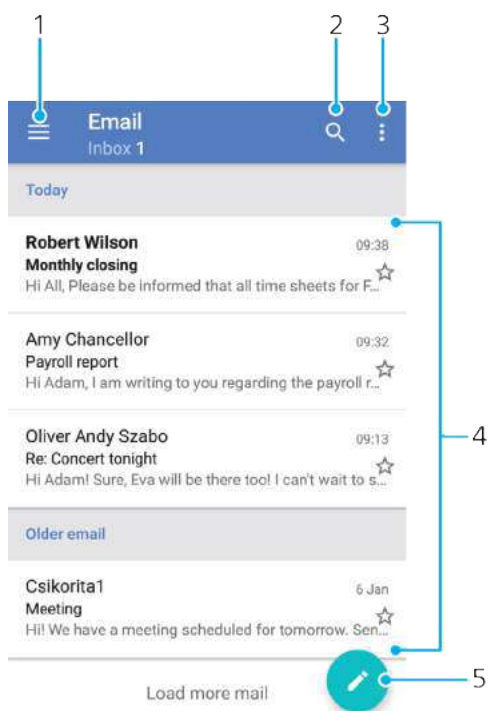 1 2 3
Email
Inbox 1
Today
Robert Wilson 09:38
Monthly closing
Hi All, Please be informed that all time sheets for F...
Amy Chancellor 09:32
Payroll report
Hi Adam, I am writing to you regarding the payroll r...
4
Oliver Andy Szabo 09:13
Re: Concert tonight
Hi Adam! Sure, Eva will be there too! I can't wait to s...
Older email
Csikorita1 6 Jan
Meeting
Hi! We have a meeting scheduled for tomorrow. Sen...
5
Load more mail